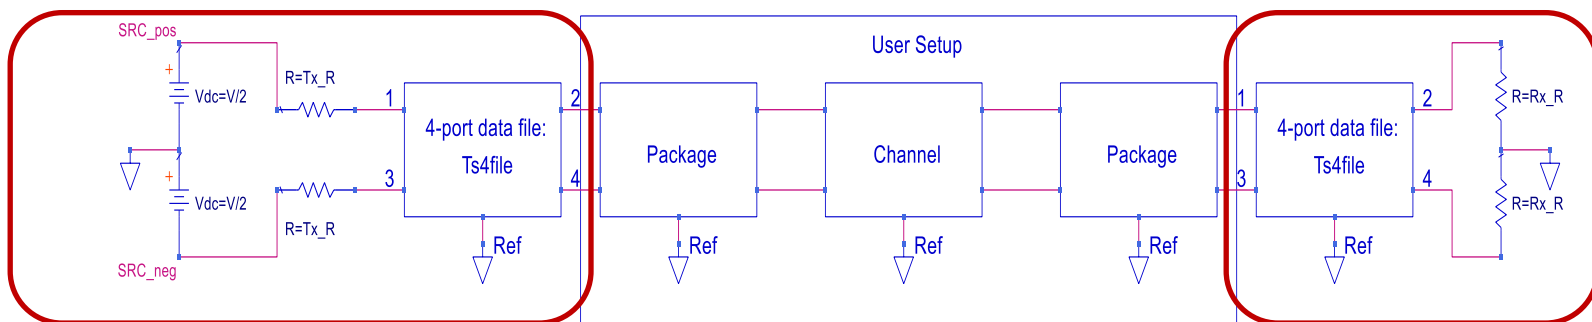 SRC_pos
+
Vdc=V/2
R=Tx_R
1
4-port data file:
Ts4file
2
3
4
+
Vdc=V/2
R=Tx_R
SRC_neg
Ref
User Setup
Package
Ref
Channel
Ref
Package
Ref
1
3
4-port data file:
Ts4file
2
4
Ref
R=Rx_R
R=Rx_R